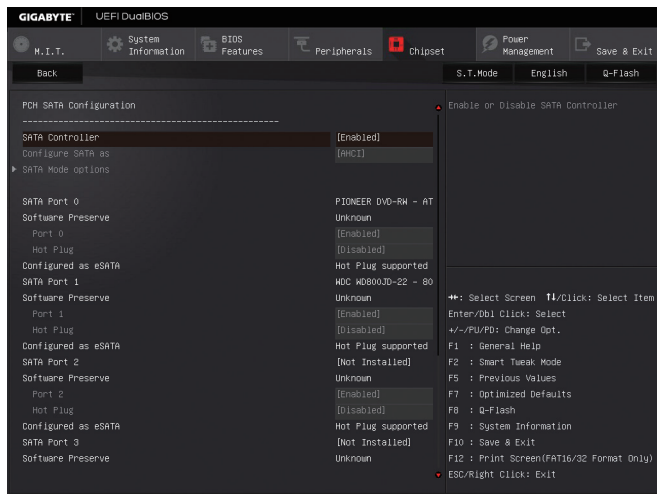 GIGABYTE™ UEFI DualBIOS
M.I.T. System Information BIOS Features Peripherals Chipset Power Management Save & Exit
Back S.T.Mode English Q-Flash
PCH SATA Configuration
Enable or Disable SATA Controller
----------------------------------------------------
SATA Controller [Enabled]
Configure SATA as [AHCI]
SATA Mode options
SATA Port 0 PIONEER DVD-RW - AT
Software Preserve Unknown
Port 0 [Enabled]
Hot Plug [Disabled]
Configured as eSATA Hot Plug supported
SATA Port 1 WDC WD800JD-22 - 80
Software Preserve Unknown
Port 1 [Enabled]
Hot Plug [Disabled]
Configured as eSATA Hot Plug supported
SATA Port 2 [Not Installed]
Software Preserve Unknown
Port 2 [Enabled]
Hot Plug [Disabled]
Configured as eSATA Hot Plug supported
SATA Port 3 [Not Installed]
Software Preserve Unknown
→←: Select Screen ↑↓/Click: Select Item
Enter/Dbl Click: Select
+/-/PU/PD: Change Opt.
F1 : General Help
F2 : Smart Tweak Mode
F5 : Previous Values
F7 : Optimized Defaults
F8 : Q-Flash
F9 : System Information
F10 : Save & Exit
F12 : Print Screen(FAT16/32 Format Only)
ESC/Right Click: Exit